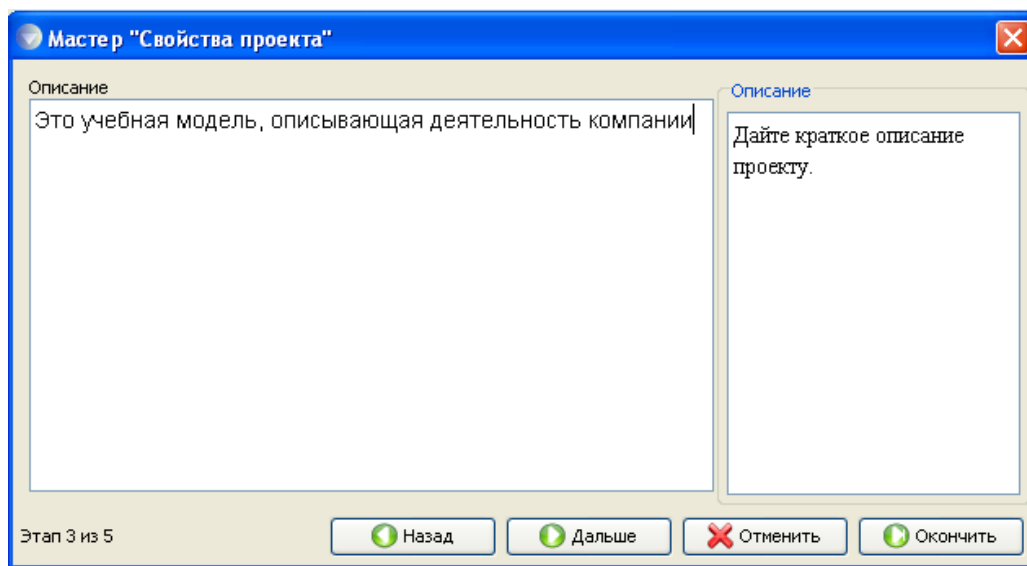 Мастер "Свойства проекта"
Описание
Это учебная модель, описывающая деятельность компании
Описание
Дайте краткое описание
проекту.
Этап 3 из 5
Назад
Дальше
Отменить
Окончить